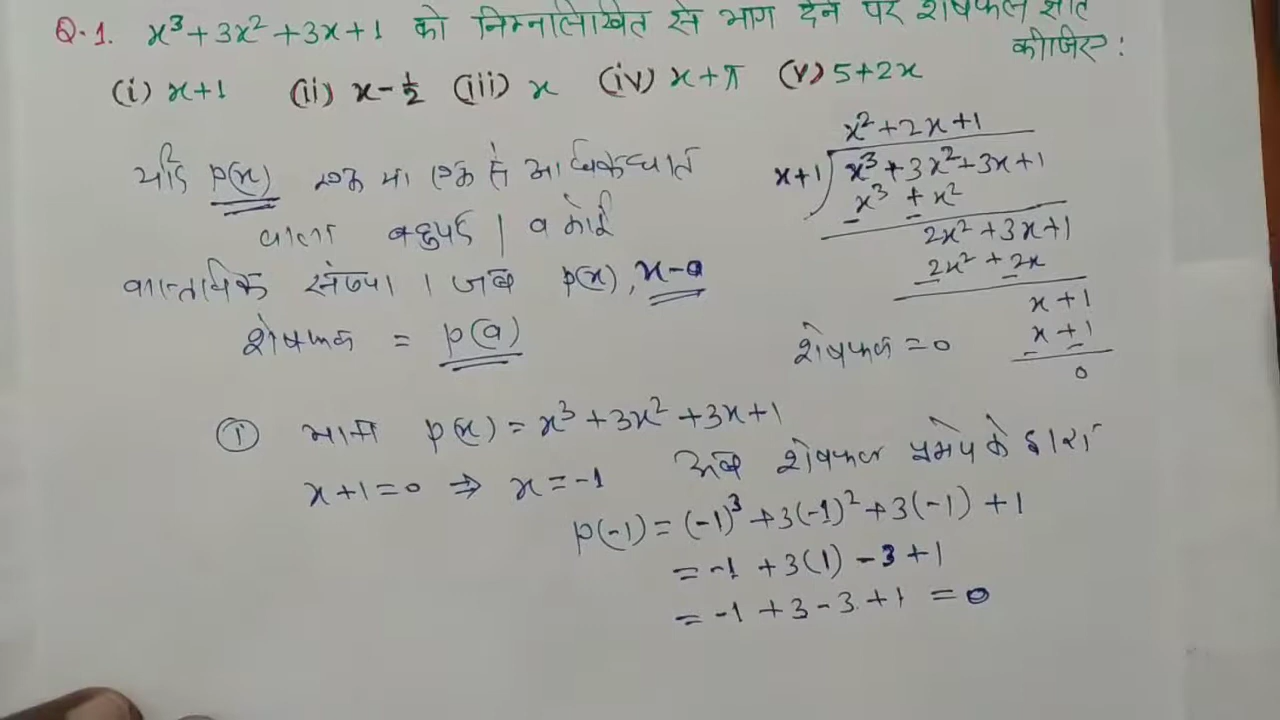 Q.1. x³+3x²+3x+1 को निम्नलिखित से भाग देने पर शेषफल ज्ञात
कीजिए :
(i) x+1 (ii) x-½ (iii) x (iv) x+π (v) 5+2x
यदि p(x) एक या एक से अधिक घात
वाला बहुपद | a कोई
वास्तविक संख्या । जब p(x), x-a
शेषफल = p(a)
x²+2x+1
x+1 x³+3x²+3x+1
x³ + x²
- -
2x²+3x+1
2x²+2x
- -
x+1
x+1
- -
0
शेषफल = 0
① माना p(x) = x³+3x²+3x+1
x+1=0 ⇒ x=-1 अब शेषफल प्रमेय के द्वारा
p(-1) = (-1)³+3(-1)²+3(-1)+1
= -1 +3(1) -3+1
= -1+3-3+1 = 0